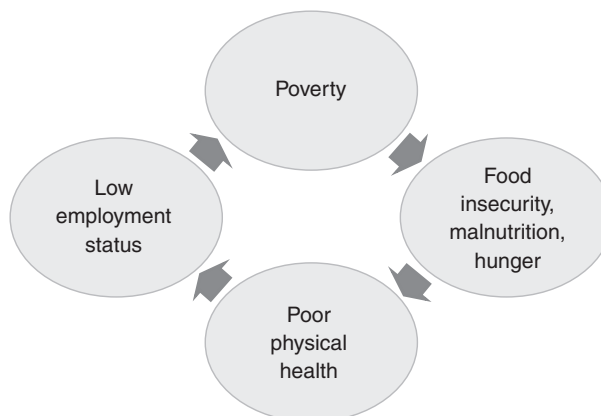 Poverty
Food
insecurity,
malnutrition,
hunger
Poor
physical
health
Low
employment
status